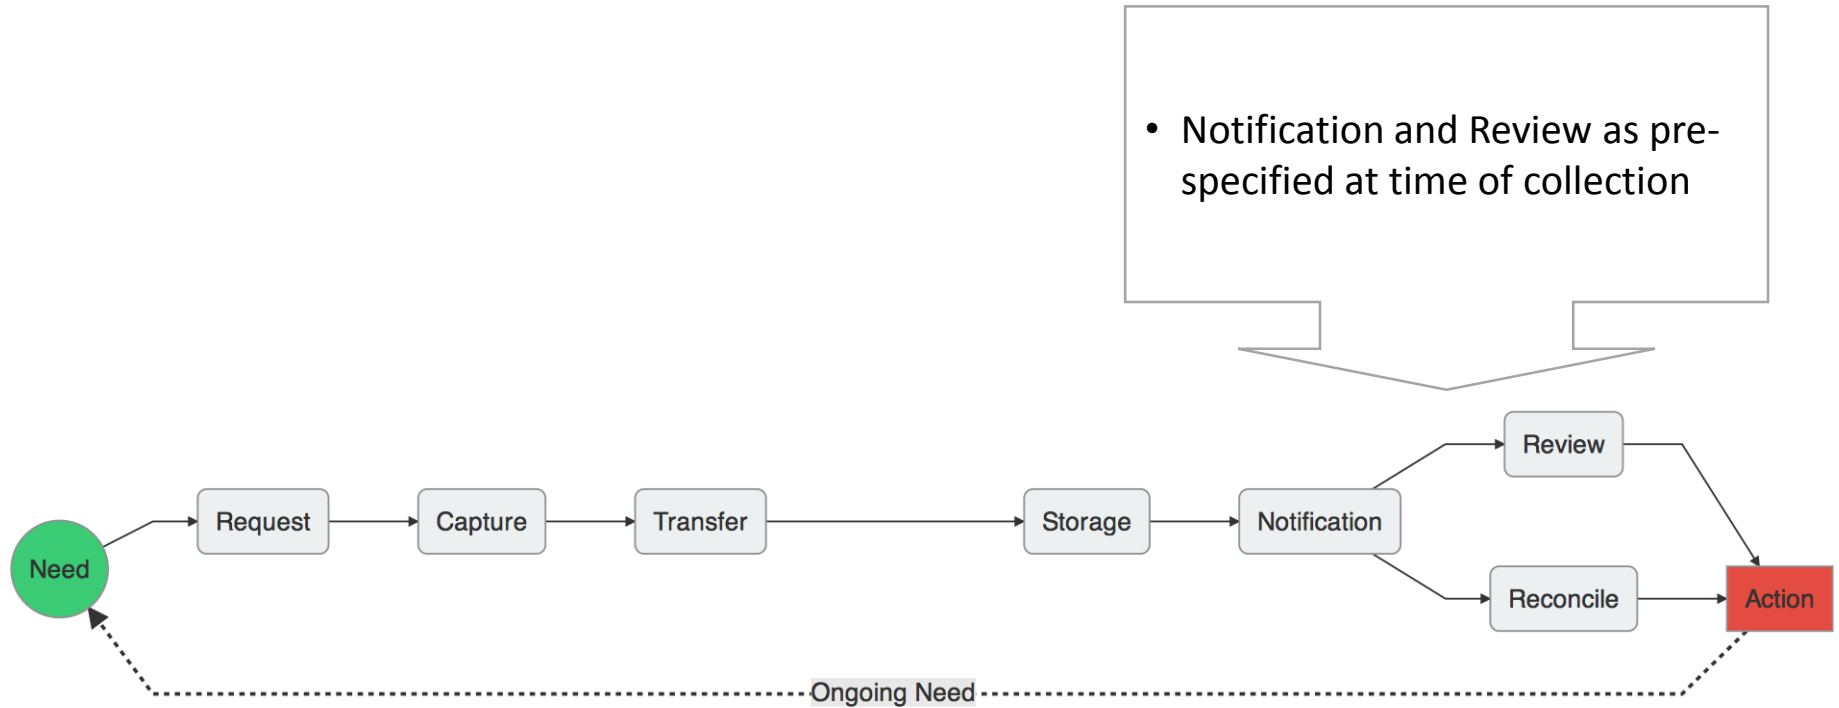 • Notification and Review as pre-
specified at time of collection
Review
Request
Capture
Transfer
Storage
Notification
Need
Reconcile
Action
Ongoing Need